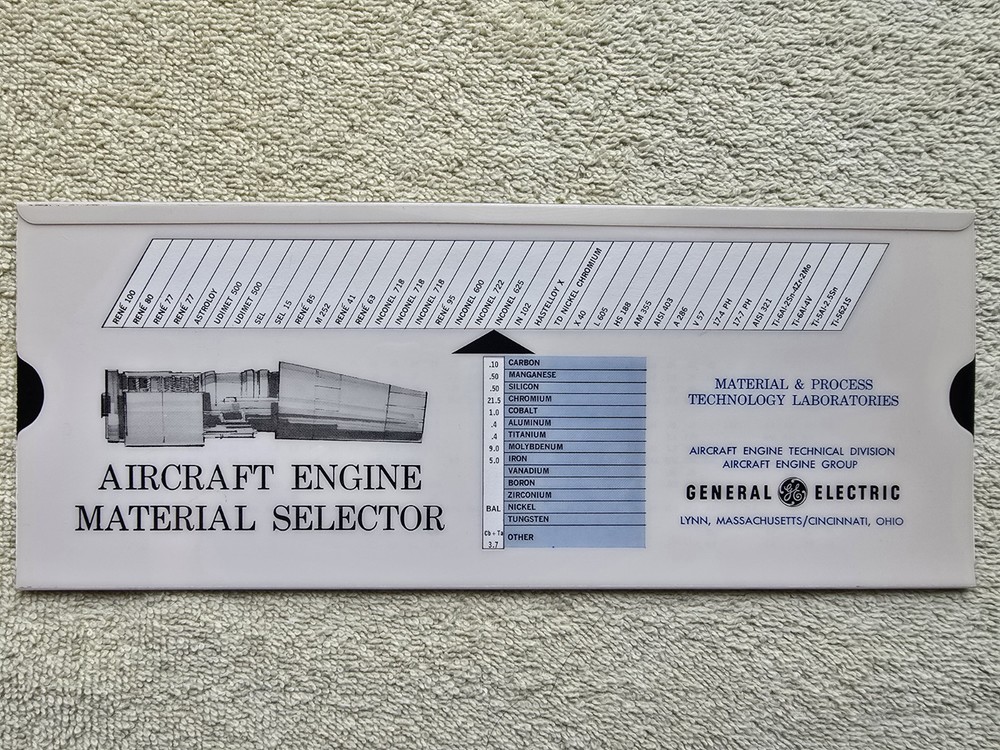 RENÉ 100
RENÉ 80
RENÉ 77
RENÉ 77
ASTROLOY
UDIMET 500
UDIMET 500
SEL
SEL 15
RENÉ 85
M 252
RENÉ 41
RENÉ 63
INCONEL 718
INCONEL 718
INCONEL 718
RENÉ 95
INCONEL 600
INCONEL 722
INCONEL 625
IN 102
HASTELLOY X
TD NICKEL CHROMIUM
X 40
L 605
HS 188
AM 355
AISI 403
A 286
V 57
17-4 PH
17-7 PH
AISI 321
Ti-6Al-2Sn-4Zr-2Mo
Ti-6Al-4V
Ti-5Al-2.5Sn
Ti-5621S
.10 CARBON
.50 MANGANESE
.50 SILICON
21.5 CHROMIUM
1.0 COBALT
.4 ALUMINUM
.4 TITANIUM
9.0 MOLYBDENUM
5.0 IRON
VANADIUM
BORON
ZIRCONIUM
BAL NICKEL
TUNGSTEN
Cb + Ta
3.7 OTHER
AIRCRAFT ENGINE
MATERIAL SELECTOR
MATERIAL & PROCESS
TECHNOLOGY LABORATORIES
AIRCRAFT ENGINE TECHNICAL DIVISION
AIRCRAFT ENGINE GROUP
GENERAL GE ELECTRIC
LYNN, MASSACHUSETTS/CINCINNATI, OHIO